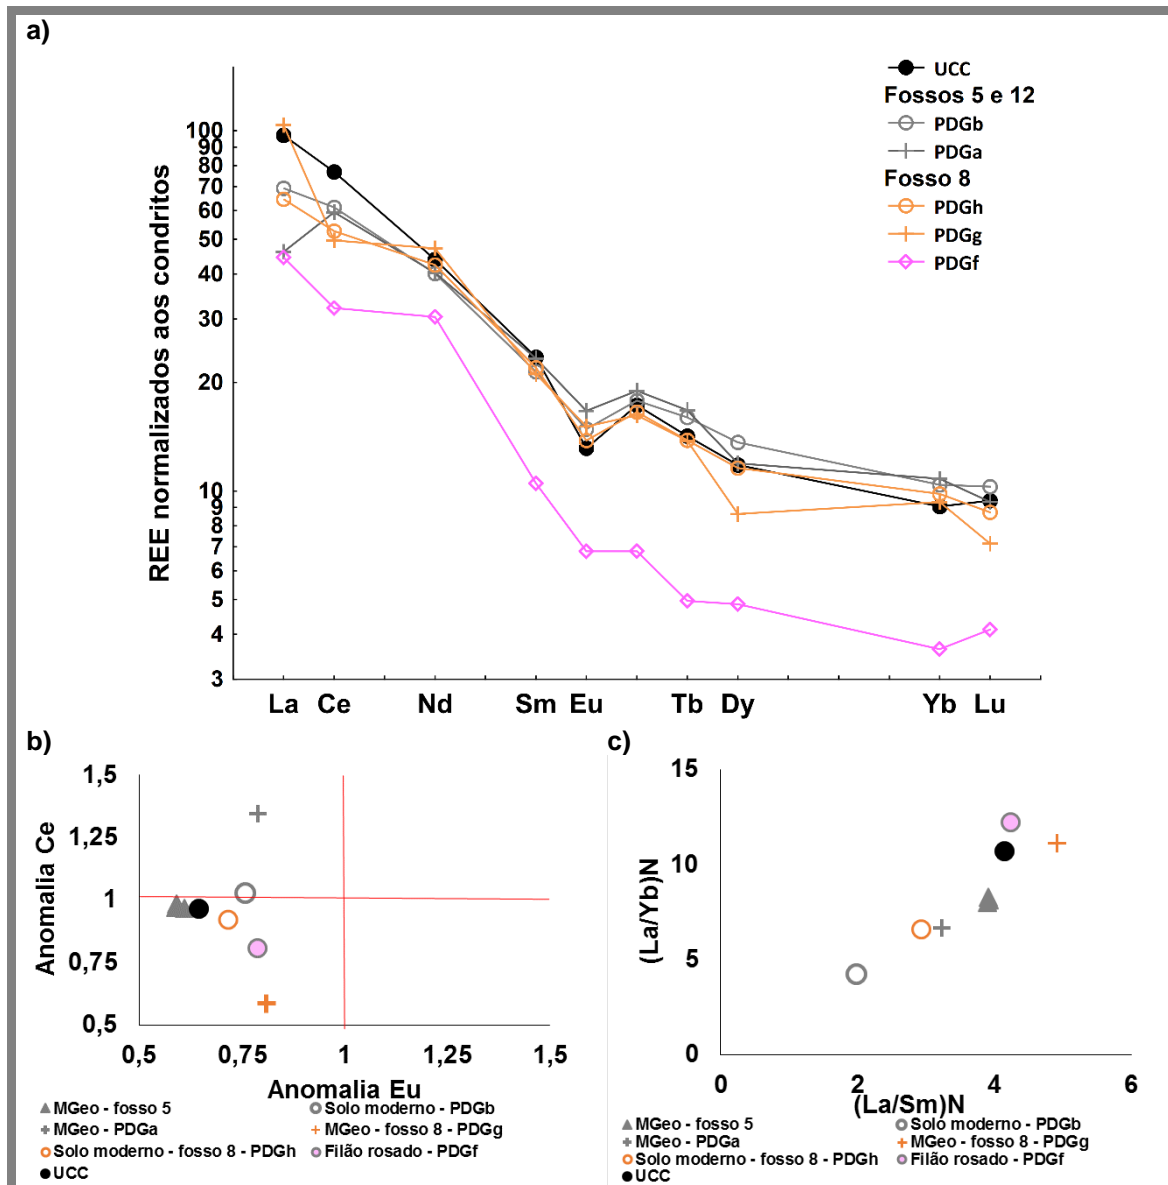 a)
UCC
Fossos 5 e 12
PDGb
PDGa
Fosso 8
PDGh
PDGg
PDGf
REE normalizados aos condritos
100
90
80
70
60
50
40
30
20
10
9
8
7
6
5
4
3
La Ce Nd Sm Eu Tb Dy Yb Lu
b)
1,5
1,25
1
0,75
0,5
Anomalia Ce
0,5 0,75 1 1,25 1,5
Anomalia Eu
MGeo - fosso 5
Solo moderno - PDGb
MGeo - PDGa
MGeo - fosso 8 - PDGg
Solo moderno - fosso 8 - PDGh
Filão rosado - PDGf
UCC
c)
15
10
5
0
(La/Yb)N
0 2 4 6
(La/Sm)N
MGeo - fosso 5
Solo moderno - PDGb
MGeo - PDGa
MGeo - fosso 8 - PDGg
Solo moderno - fosso 8 - PDGh
Filão rosado - PDGf
UCC